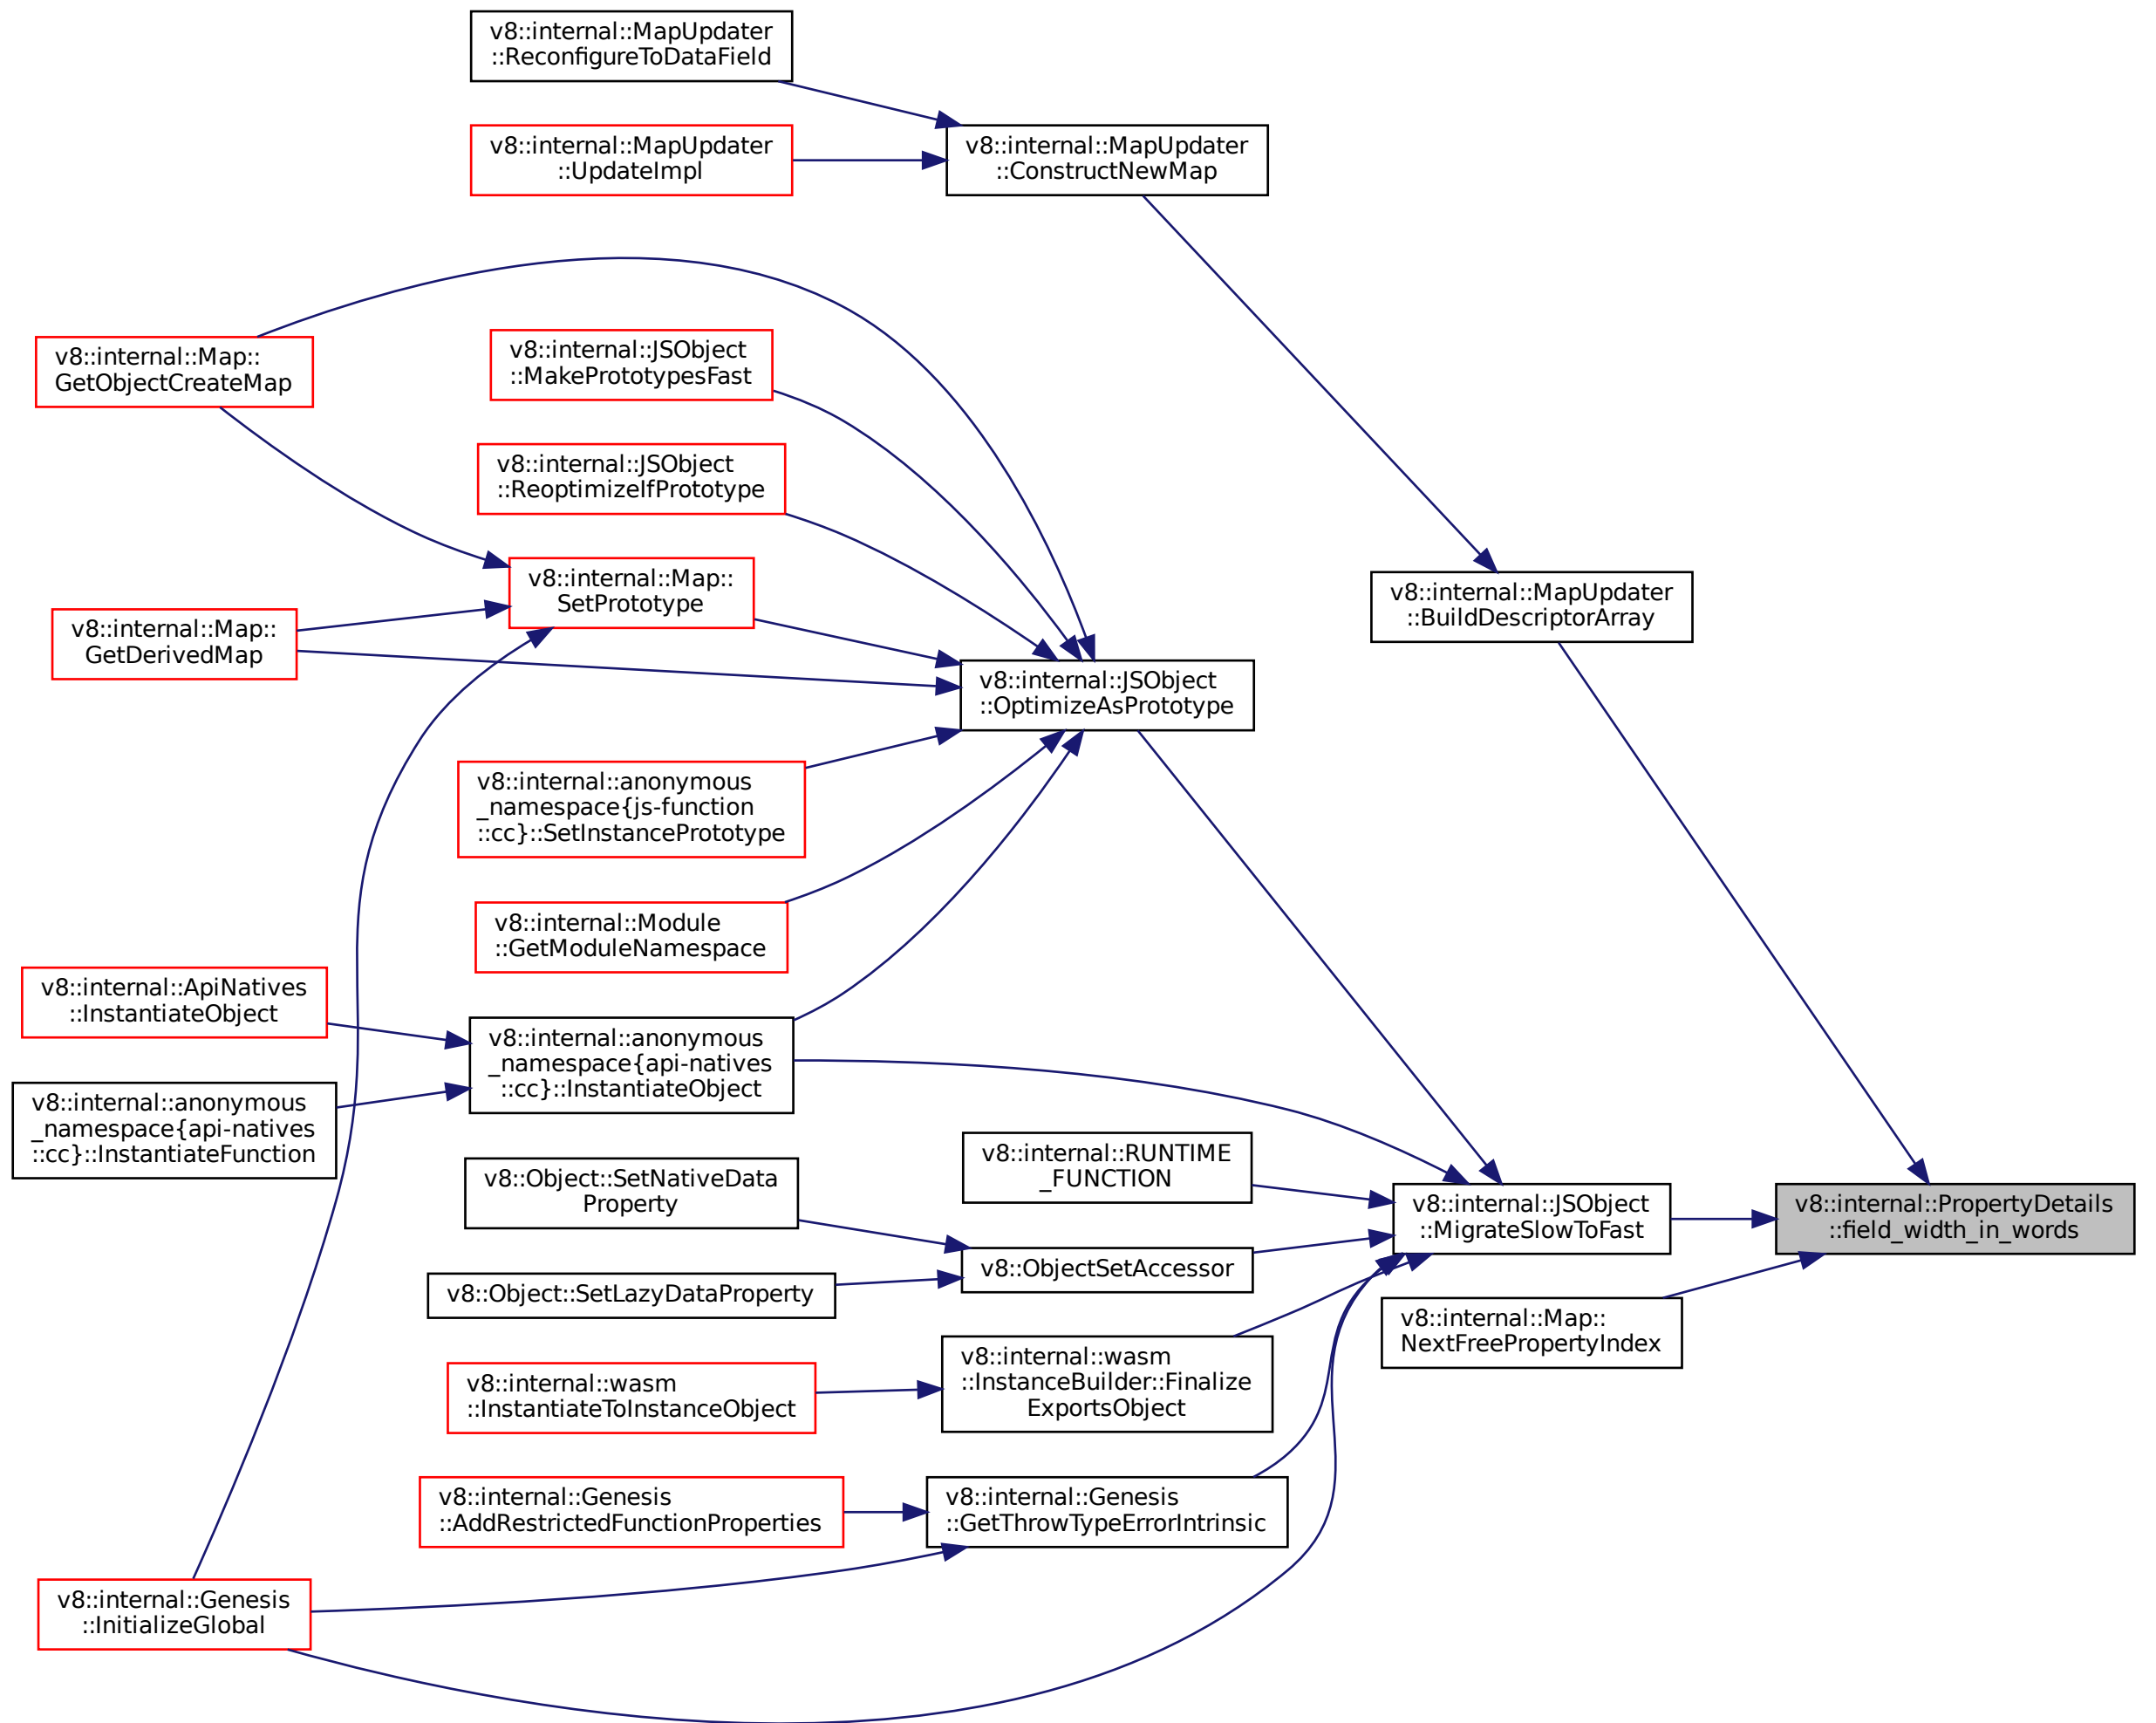 v8::internal::MapUpdater
::ReconfigureToDataField
v8::internal::MapUpdater
::UpdateImpl
v8::internal::MapUpdater
::ConstructNewMap
v8::internal::Map::
GetObjectCreateMap
v8::internal::JSObject
::MakePrototypesFast
v8::internal::JSObject
::ReoptimizeIfPrototype
v8::internal::Map::
SetPrototype
v8::internal::MapUpdater
::BuildDescriptorArray
v8::internal::Map::
GetDerivedMap
v8::internal::JSObject
::OptimizeAsPrototype
v8::internal::anonymous
_namespace{js-function
::cc}::SetInstancePrototype
v8::internal::Module
::GetModuleNamespace
v8::internal::ApiNatives
::InstantiateObject
v8::internal::anonymous
_namespace{api-natives
::cc}::InstantiateObject
v8::internal::anonymous
_namespace{api-natives
::cc}::InstantiateFunction
v8::internal::RUNTIME
_FUNCTION
v8::Object::SetNativeData
Property
v8::internal::JSObject
::MigrateSlowToFast
v8::internal::PropertyDetails
::field_width_in_words
v8::ObjectSetAccessor
v8::Object::SetLazyDataProperty
v8::internal::Map::
NextFreePropertyIndex
v8::internal::wasm
::InstanceBuilder::Finalize
ExportsObject
v8::internal::wasm
::InstantiateToInstanceObject
v8::internal::Genesis
::AddRestrictedFunctionProperties
v8::internal::Genesis
::GetThrowTypeErrorIntrinsic
v8::internal::Genesis
::InitializeGlobal